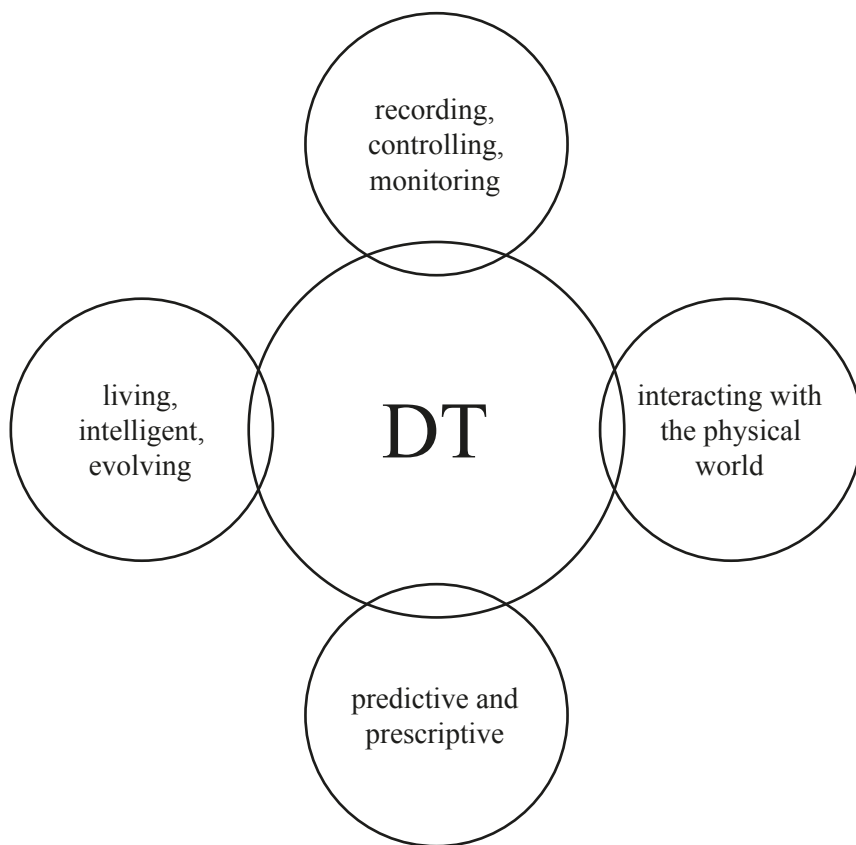 recording,
controlling,
monitoring
living,
intelligent,
evolving
DT
interacting with
the physical
world
predictive and
prescriptive